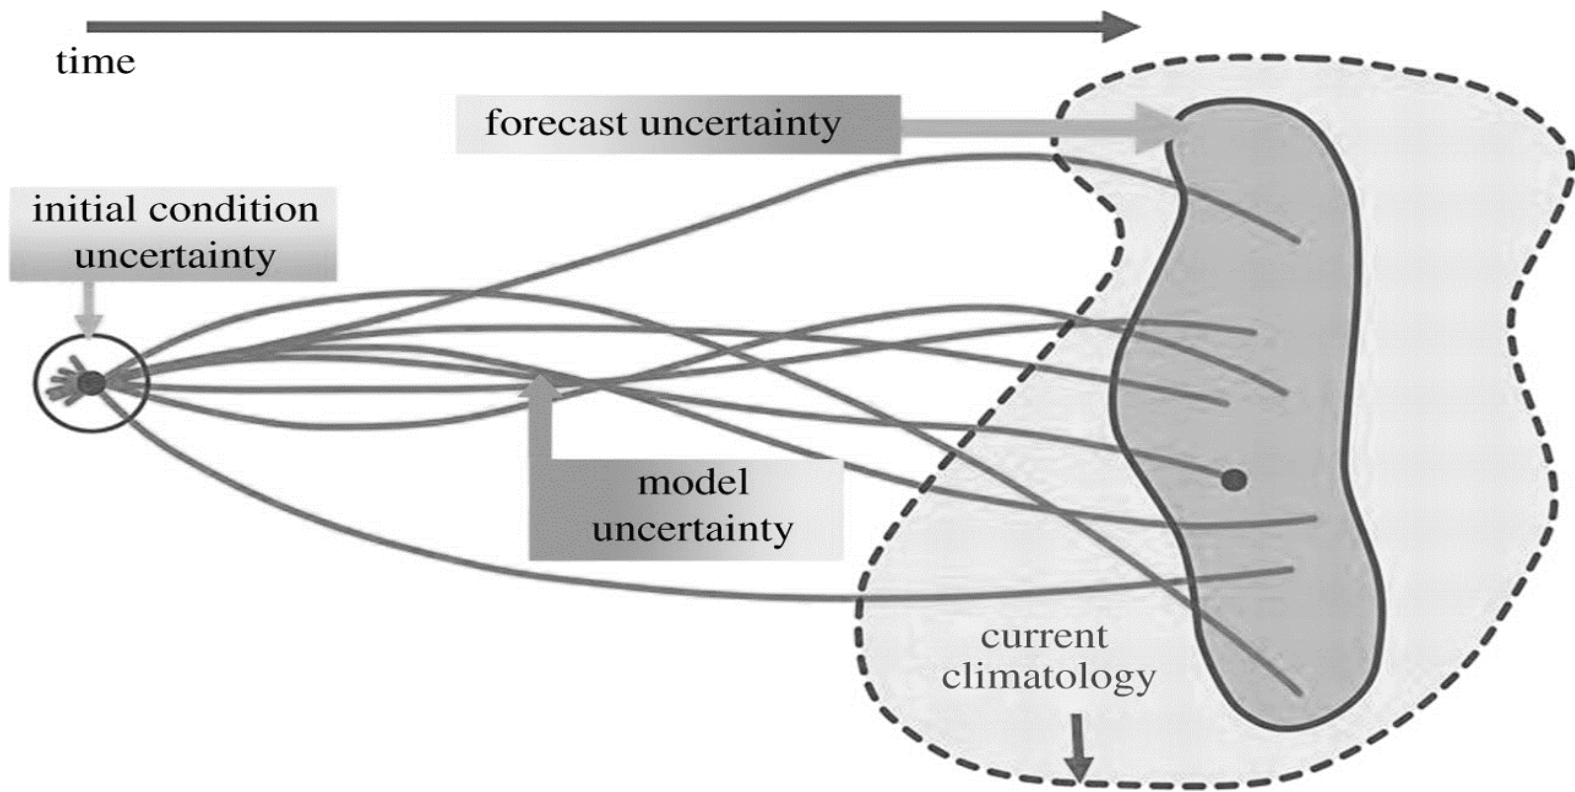 time
forecast uncertainty
initial condition
uncertainty
model
uncertainty
current
climatology